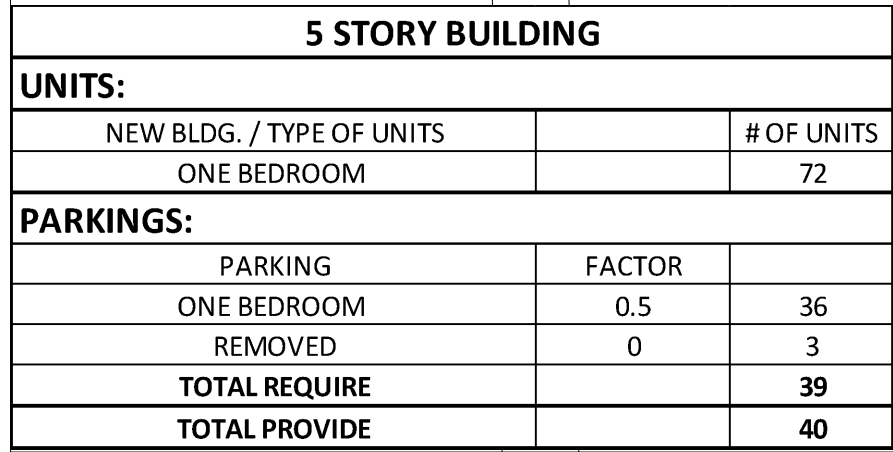 5 STORY BUILDING
UNITS:
NEW BLDG. / TYPE OF UNITS # OF UNITS
ONE BEDROOM 72
PARKINGS:
PARKING FACTOR
ONE BEDROOM 0.5 36
REMOVED 0 3
TOTAL REQUIRE 39
TOTAL PROVIDE 40